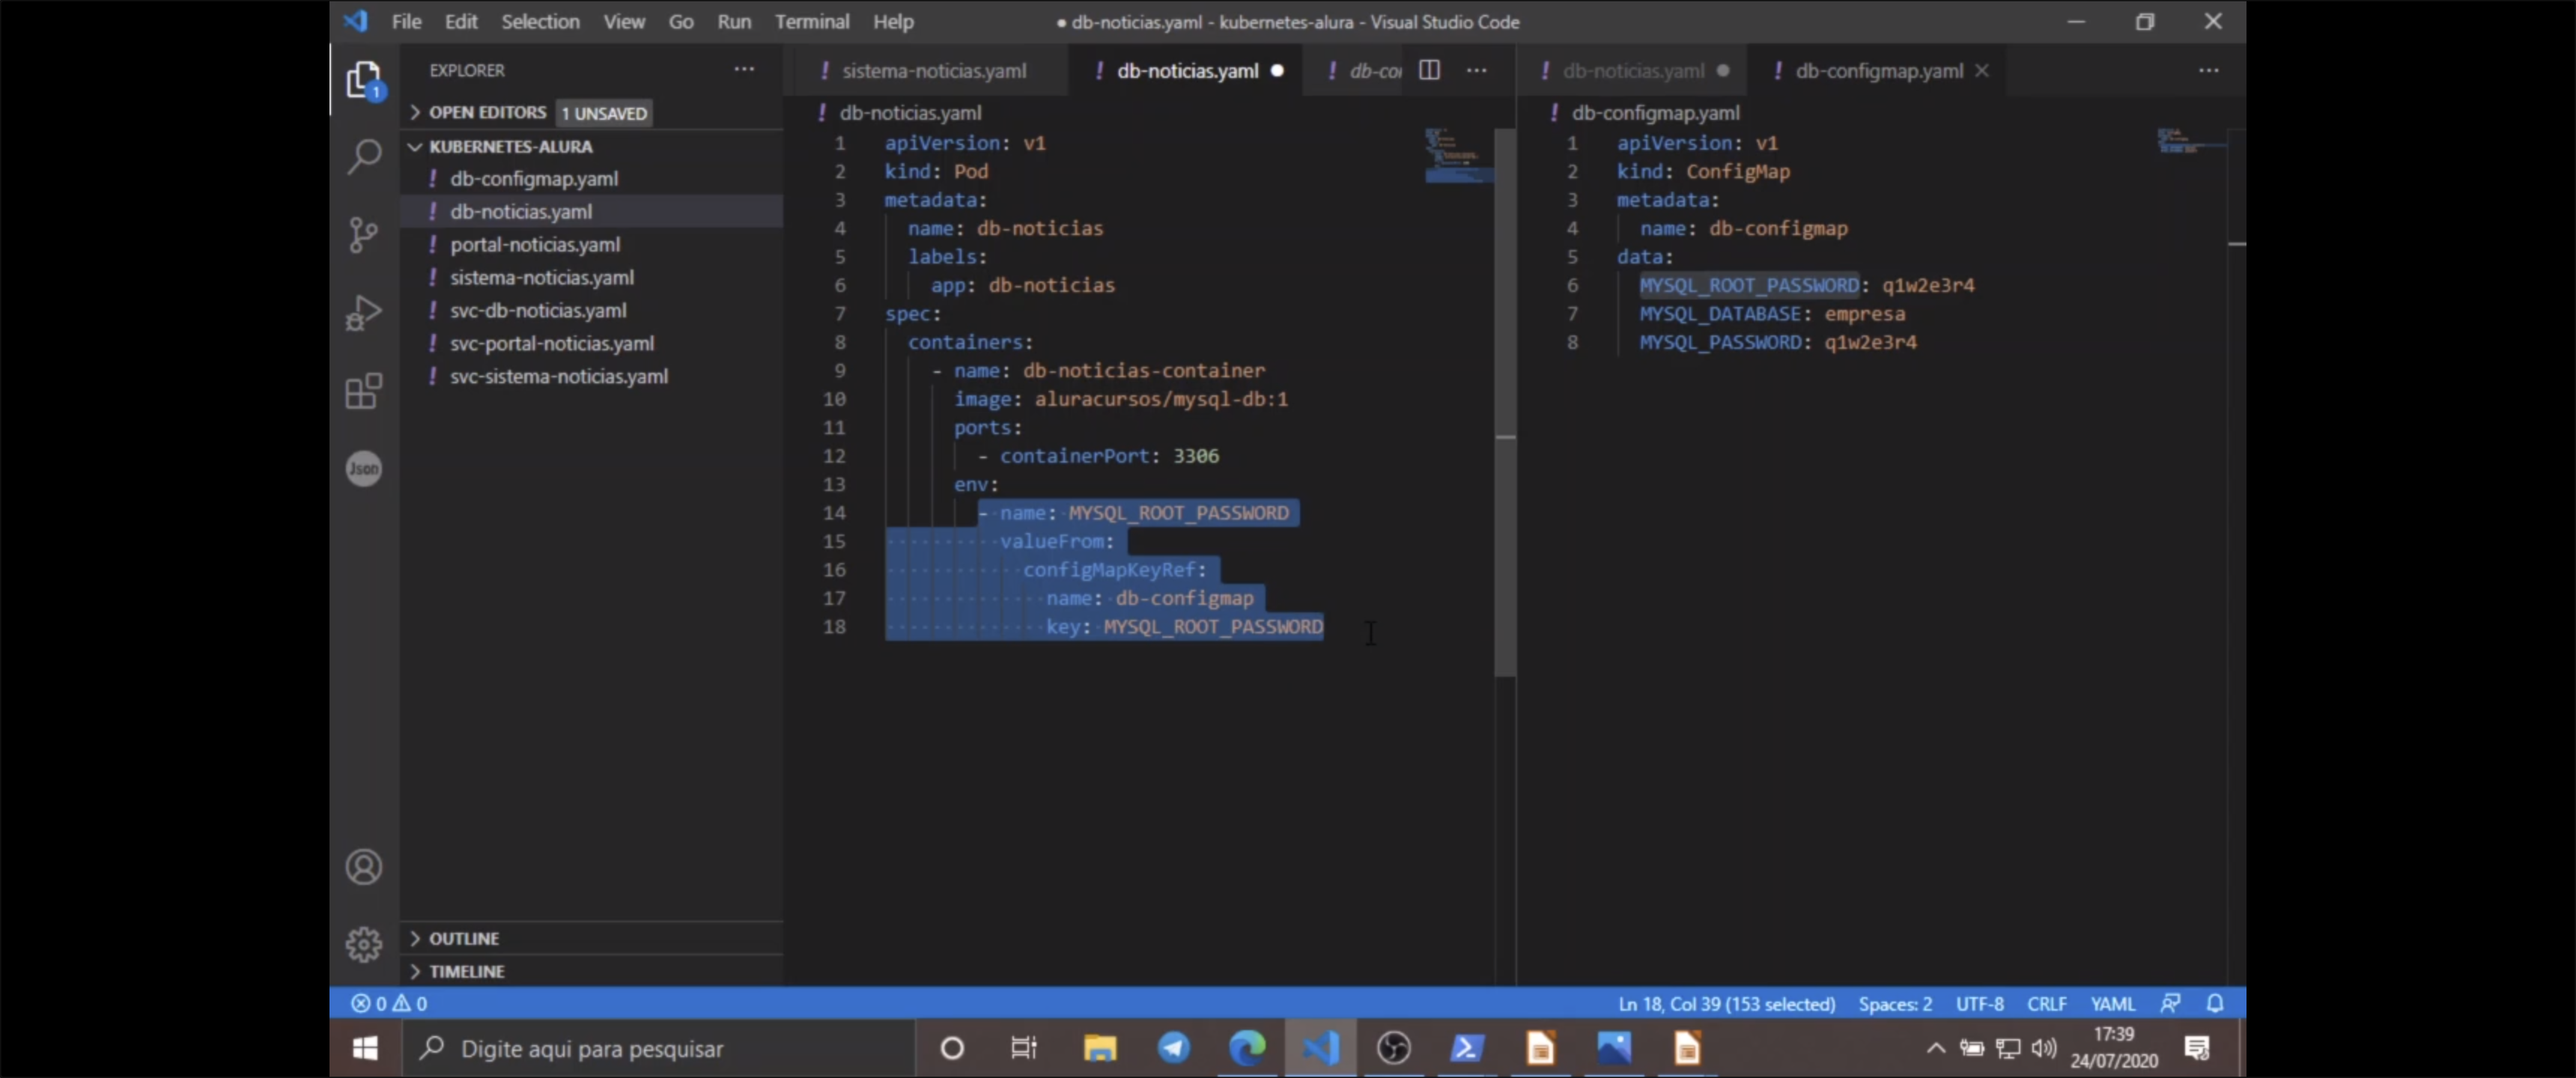 File Edit Selection View Go Run Terminal Help
● db-noticias.yaml - kubernetes-alura - Visual Studio Code
1
EXPLORER
OPEN EDITORS 1 UNSAVED
KUBERNETES-ALURA
! db-configmap.yaml
! db-noticias.yaml
! portal-noticias.yaml
! sistema-noticias.yaml
! svc-db-noticias.yaml
! svc-portal-noticias.yaml
! svc-sistema-noticias.yaml
Json
OUTLINE
TIMELINE
! sistema-noticias.yaml ! db-noticias.yaml ● ! db-co
! db-noticias.yaml
1 apiVersion: v1
2 kind: Pod
3 metadata:
4 name: db-noticias
5 labels:
6 app: db-noticias
7 spec:
8 containers:
9 - name: db-noticias-container
10 image: aluracursos/mysql-db:1
11 ports:
12 - containerPort: 3306
13 env:
14 - name: MYSQL_ROOT_PASSWORD
15 valueFrom:
16 configMapKeyRef:
17 name: db-configmap
18 key: MYSQL_ROOT_PASSWORD
! db-noticias.yaml ● ! db-configmap.yaml
! db-configmap.yaml
1 apiVersion: v1
2 kind: ConfigMap
3 metadata:
4 name: db-configmap
5 data:
6 MYSQL_ROOT_PASSWORD: q1w2e3r4
7 MYSQL_DATABASE: empresa
8 MYSQL_PASSWORD: q1w2e3r4
0 0
Ln 18, Col 39 (153 selected) Spaces: 2 UTF-8 CRLF YAML
Digite aqui para pesquisar
17:39
24/07/2020